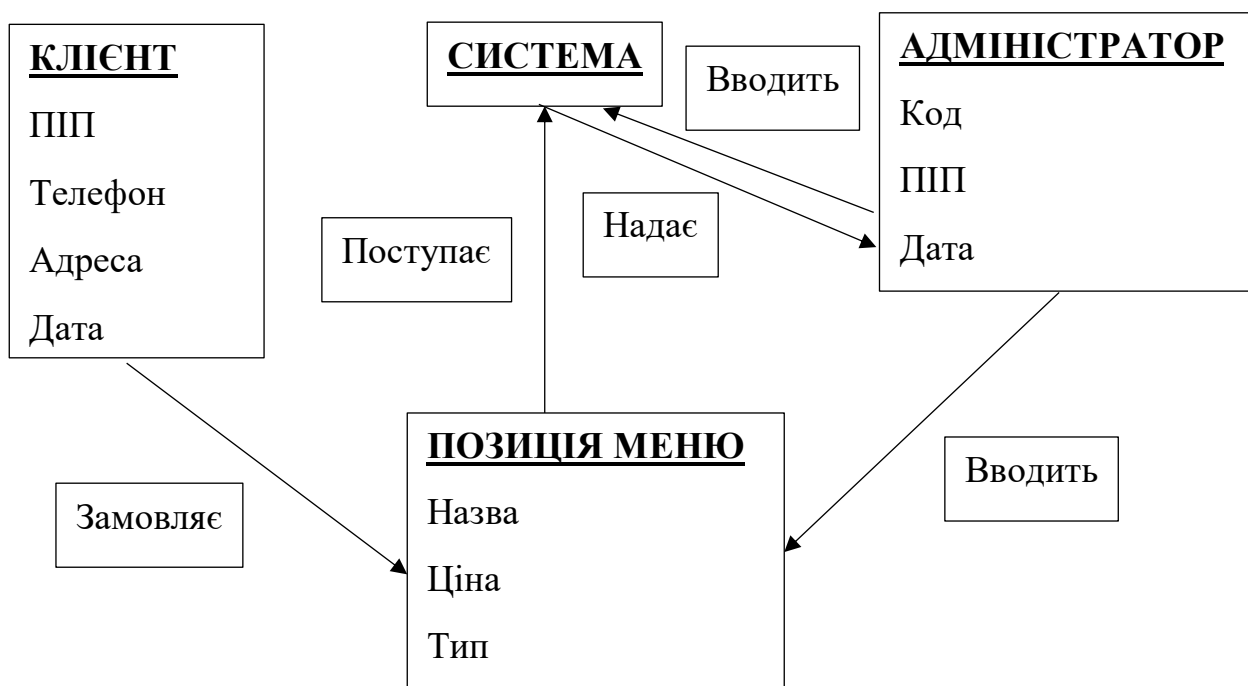 КЛІЄНТ
ПІП
Телефон
Адреса
Дата
СИСТЕМА
Вводить
АДМІНІСТРАТОР
Код
ПІП
Дата
Поступає
Надає
Замовляє
ПОЗИЦІЯ МЕНЮ
Назва
Ціна
Тип
Вводить